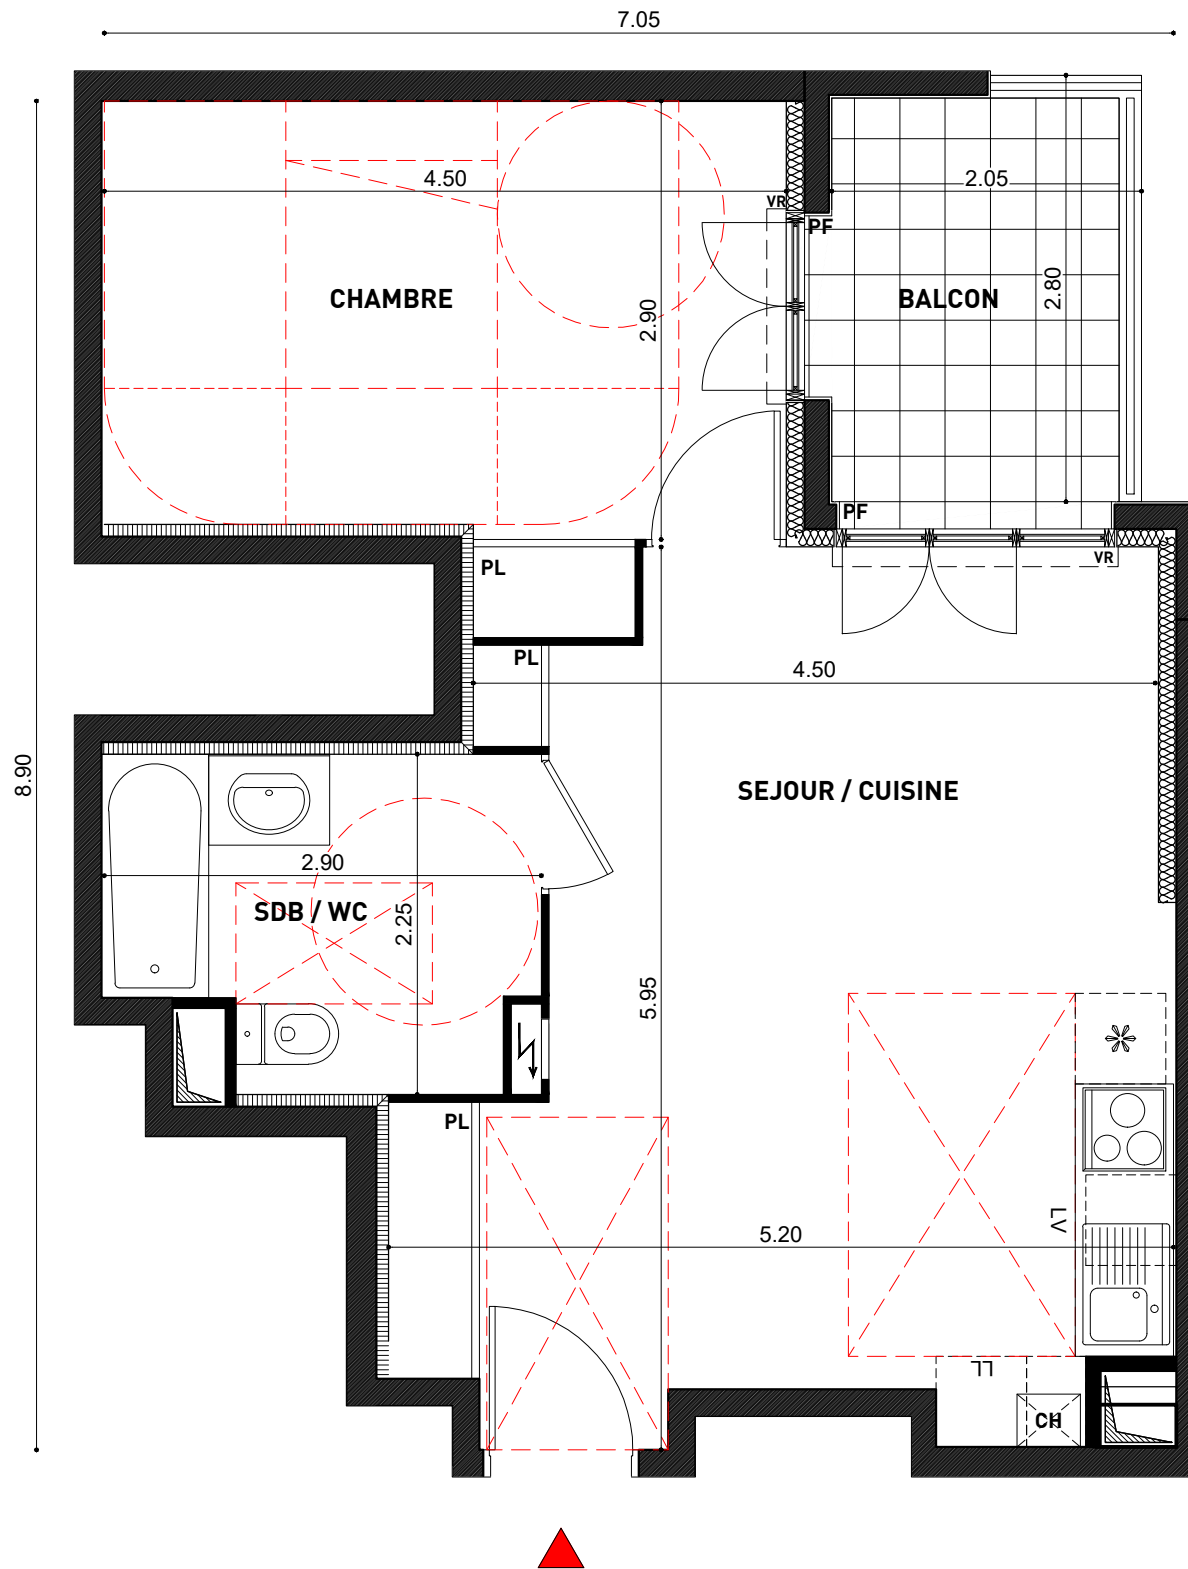 7.05
4.50
2.05
VR
PF
CHAMBRE
2.90
BALCON
2.80
PF
VR
PL
PL
4.50
8.90
SEJOUR / CUISINE
2.90
SDB / WC
2.25
5.95
PL
LV
5.20
LL
CH